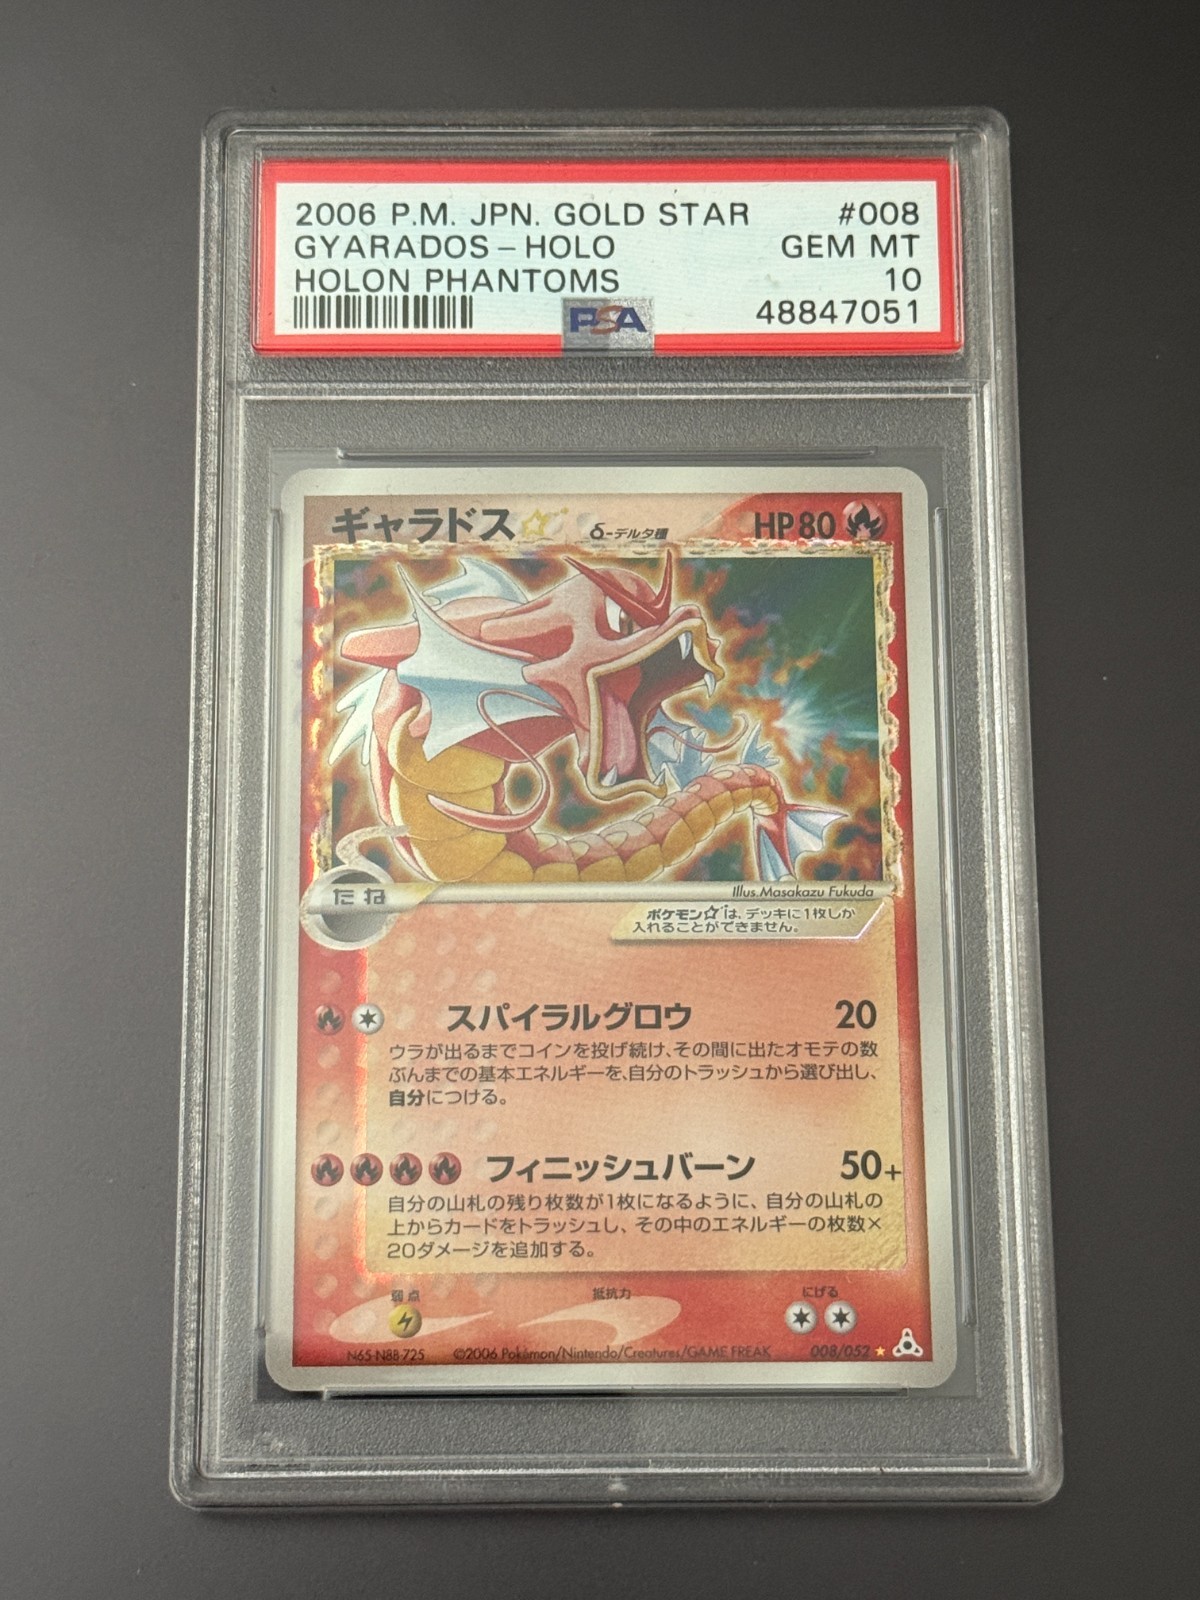 2006 P.M. JPN. GOLD STAR #008
GYARADOS - HOLO GEM MT
HOLON PHANTOMS 10
PSA 48847051
ギャラドス☆ δ-デルタ種 HP80
たね
Illus.Masakazu Fukuda
ポケモン☆は、デッキに1枚しか
入れることができません。
スパイラルグロウ 20
ウラが出るまでコインを投げ続け、その間に出たオモテの数
ぶんまでの基本エネルギーを、自分のトラッシュから選び出し、
自分につける。
フィニッシュバーン 50+
自分の山札の残り枚数が1枚になるように、自分の山札の
上からカードをトラッシュし、その中のエネルギーの枚数×
20ダメージを追加する。
弱点 抵抗力 にげる
N65-N88-725 ©2006 Pokémon/Nintendo/Creatures/GAME FREAK 008/052 ★